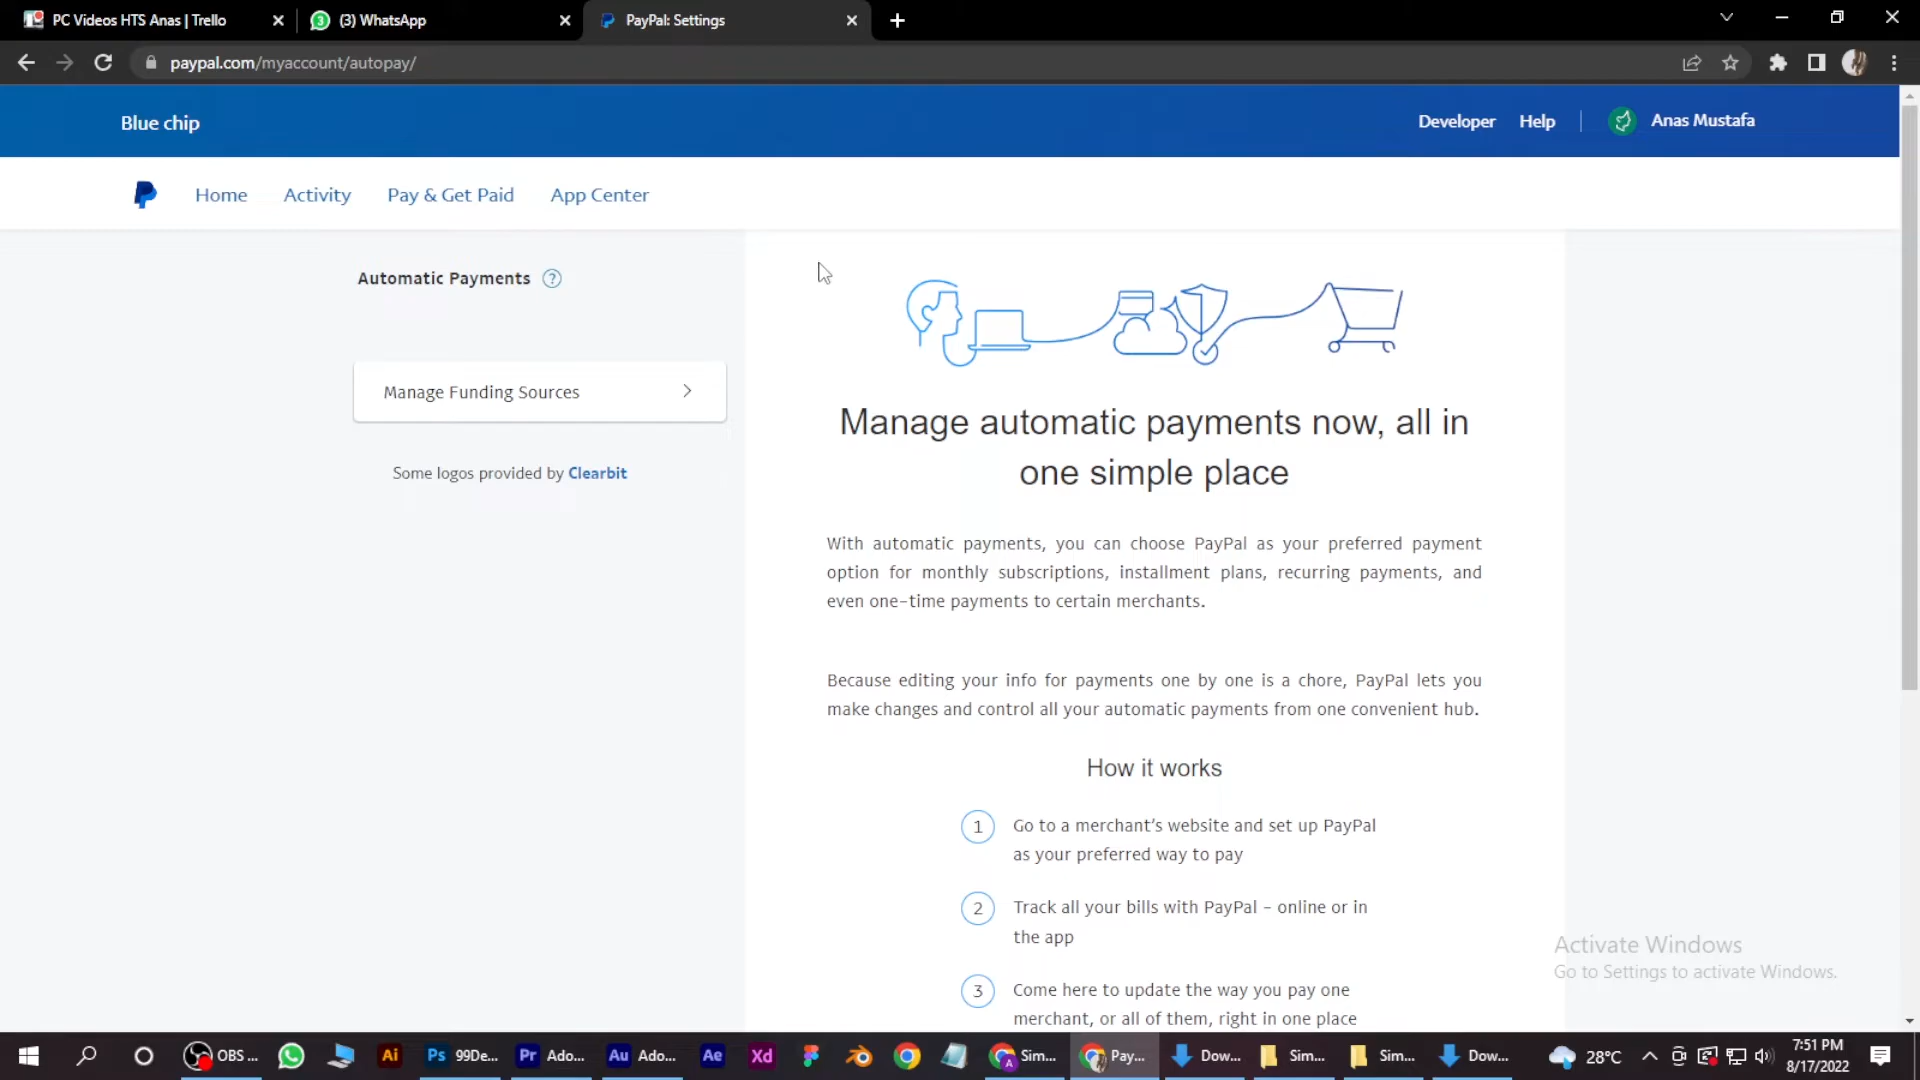 PC Videos HTS Anas | Trello
(3) WhatsApp
PayPal: Settings
paypal.com/myaccount/autopay/
Blue chip
Developer
Help
Anas Mustafa
Home
Activity
Pay & Get Paid
App Center
Automatic Payments ?
Manage Funding Sources
Some logos provided by Clearbit
Manage automatic payments now, all in
one simple place
With automatic payments, you can choose PayPal as your preferred payment
option for monthly subscriptions, installment plans, recurring payments, and
even one-time payments to certain merchants.
Because editing your info for payments one by one is a chore, PayPal lets you
make changes and control all your automatic payments from one convenient hub.
How it works
1 Go to a merchant's website and set up PayPal
as your preferred way to pay
2 Track all your bills with PayPal – online or in
the app
3 Come here to update the way you pay one
merchant, or all of them, right in one place
Activate Windows
Go to Settings to activate Windows.
OBS ...
Ai
Ps 99De...
Pr Ado...
Au Ado...
Ae
Xd
Sim...
Pay...
Dow...
Sim...
Sim...
Dow...
28°C
7:51 PM
8/17/2022